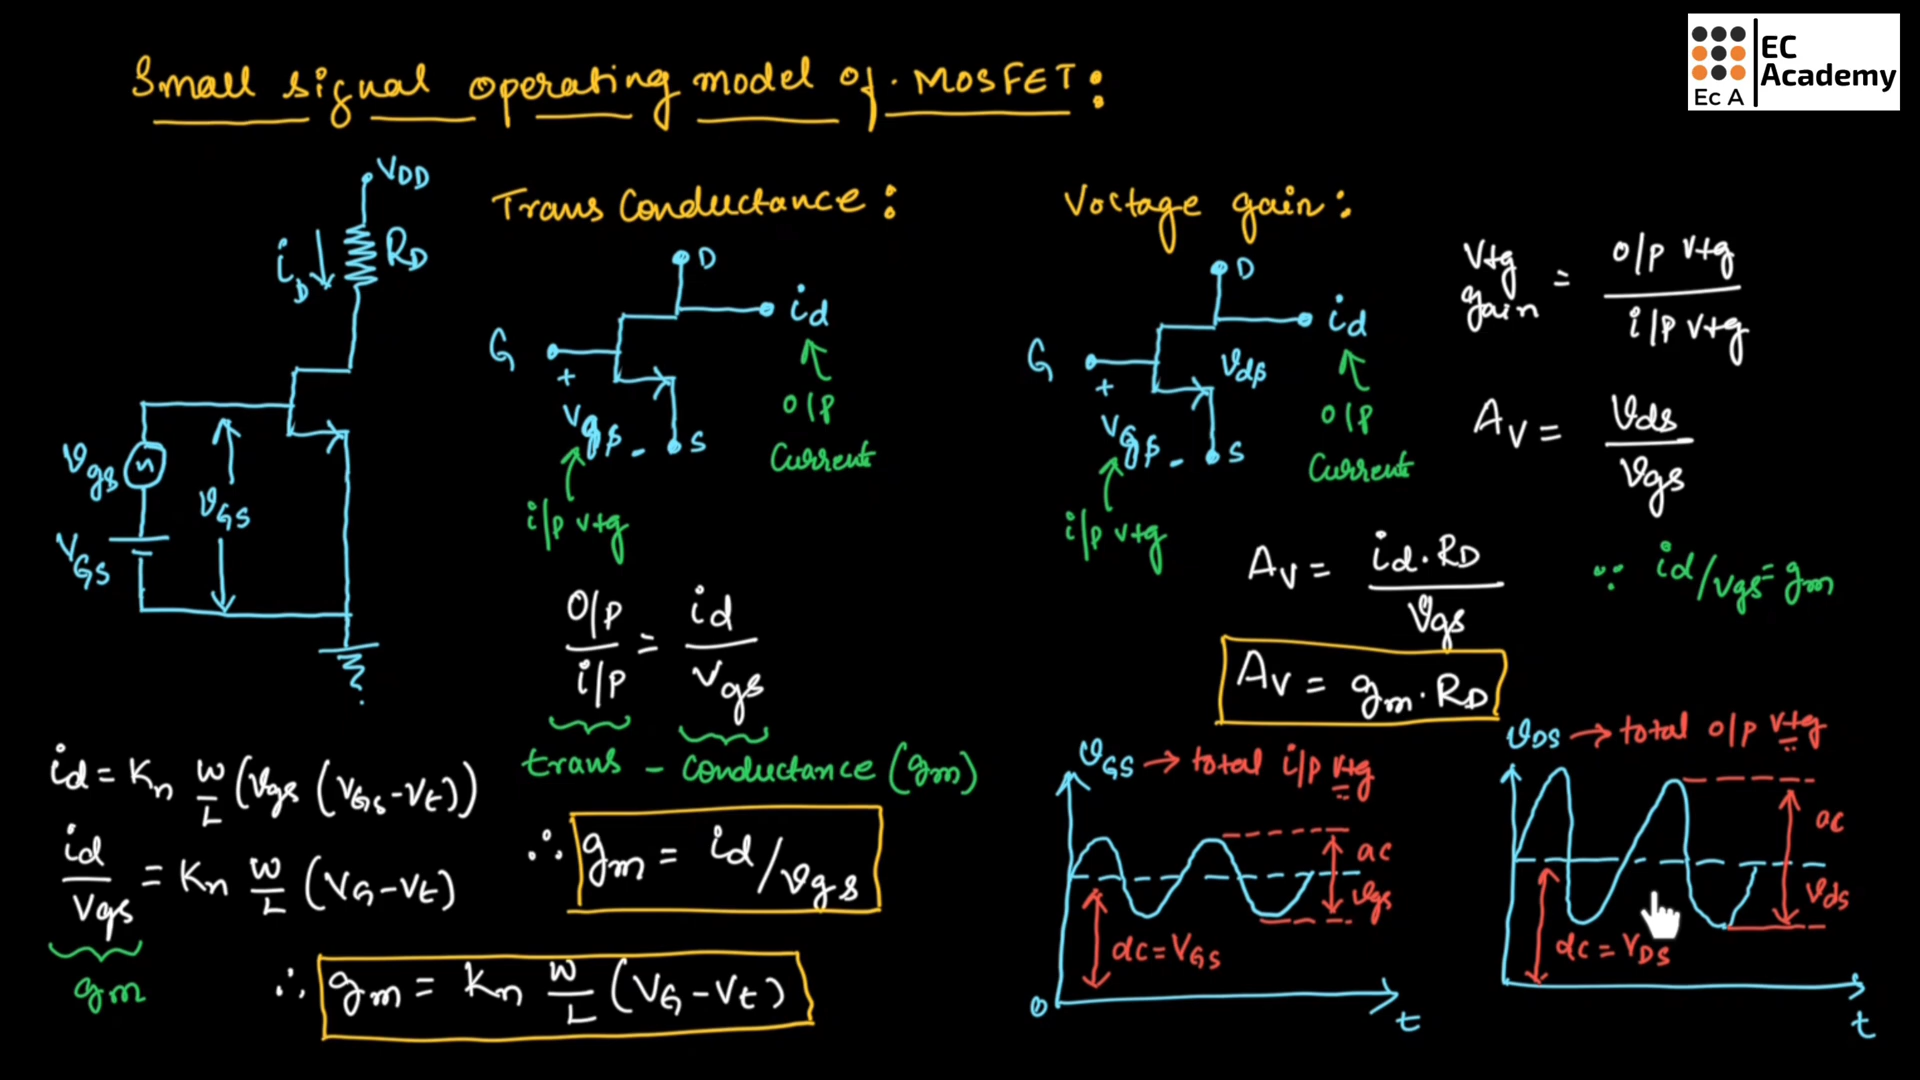 EC Academy
Ec A
Small signal operating model of. MOSFET:
VDD
iD RD
vgs
vGS
VGS
id = Kn W/L (vgs (VGS-Vt))
id/vgs = Kn W/L (VG-Vt)
gm
∴ gm = Kn W/L (VG-Vt)
Trans Conductance:
D
G id
+ Vgs - S
i/p vtg
O/P Current
O/P / i/P = id / vgs
trans - conductance (gm)
∴ gm = id/vgs
Voctage gain:
D
G id
Vds
+ Vgs - S
i/p vtg
O/P Current
Vtg gain = O/P vtg / i/p vtg
Av = Vds / Vgs
Av = id.RD / Vgs
∵ id/vgs = gm
Av = gm.RD
vGS → total i/p vtg
ac
vgs
dc = VGS
0
t
vDS → total o/p vtg
ac
vds
dc = VDS
t